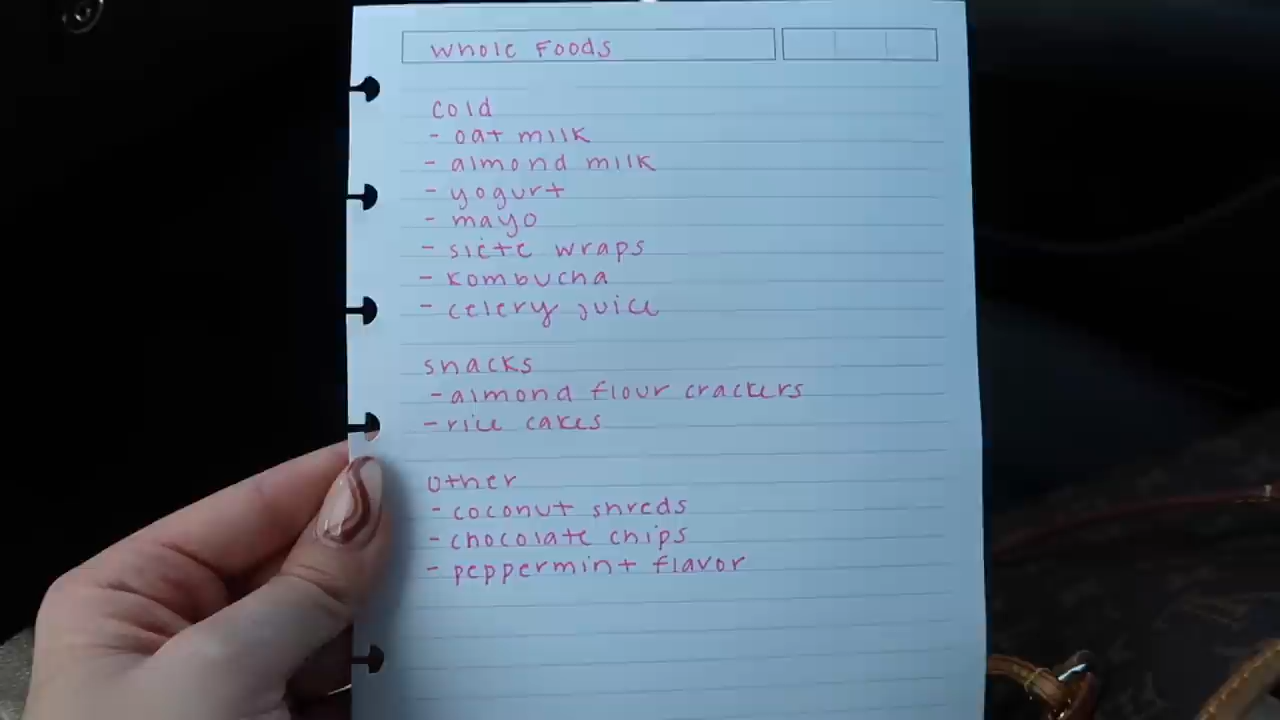 Whole Foods
cold
- oat milk
- almond milk
- yogurt
- mayo
- siete wraps
- kombucha
- celery juice
snacks
- almond flour crackers
- rice cakes
other
- coconut shreds
- chocolate chips
- peppermint flavor